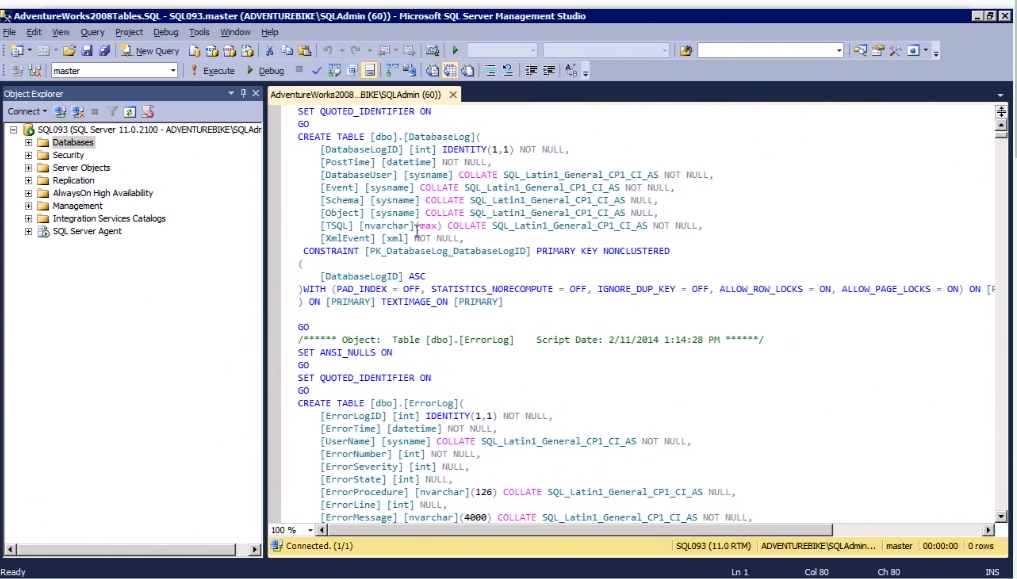 AdventureWorks2008Tables.SQL - SQL093.master (ADVENTUREBIKE\SQLAdmin (60)) - Microsoft SQL Server Management Studio
File Edit View Query Project Debug Tools Window Help
New Query
master Execute Debug
Object Explorer
Connect
SQL093 (SQL Server 11.0.2100 - ADVENTUREBIKE\SQLAdr
Databases
Security
Server Objects
Replication
AlwaysOn High Availability
Management
Integration Services Catalogs
SQL Server Agent
AdventureWorks2008...BIKE\SQLAdmin (60))
SET QUOTED_IDENTIFIER ON
GO
CREATE TABLE [dbo].[DatabaseLog](
[DatabaseLogID] [int] IDENTITY(1,1) NOT NULL,
[PostTime] [datetime] NOT NULL,
[DatabaseUser] [sysname] COLLATE SQL_Latin1_General_CP1_CI_AS NOT NULL,
[Event] [sysname] COLLATE SQL_Latin1_General_CP1_CI_AS NOT NULL,
[Schema] [sysname] COLLATE SQL_Latin1_General_CP1_CI_AS NULL,
[Object] [sysname] COLLATE SQL_Latin1_General_CP1_CI_AS NULL,
[TSQL] [nvarchar](max) COLLATE SQL_Latin1_General_CP1_CI_AS NOT NULL,
[XmlEvent] [xml] NOT NULL,
CONSTRAINT [PK_DatabaseLog_DatabaseLogID] PRIMARY KEY NONCLUSTERED
(
[DatabaseLogID] ASC
)WITH (PAD_INDEX = OFF, STATISTICS_NORECOMPUTE = OFF, IGNORE_DUP_KEY = OFF, ALLOW_ROW_LOCKS = ON, ALLOW_PAGE_LOCKS = ON) ON [P
) ON [PRIMARY] TEXTIMAGE_ON [PRIMARY]
GO
/****** Object:  Table [dbo].[ErrorLog]    Script Date: 2/11/2014 1:14:28 PM ******/
SET ANSI_NULLS ON
GO
SET QUOTED_IDENTIFIER ON
GO
CREATE TABLE [dbo].[ErrorLog](
[ErrorLogID] [int] IDENTITY(1,1) NOT NULL,
[ErrorTime] [datetime] NOT NULL,
[UserName] [sysname] COLLATE SQL_Latin1_General_CP1_CI_AS NOT NULL,
[ErrorNumber] [int] NOT NULL,
[ErrorSeverity] [int] NULL,
[ErrorState] [int] NULL,
[ErrorProcedure] [nvarchar](126) COLLATE SQL_Latin1_General_CP1_CI_AS NULL,
[ErrorLine] [int] NULL,
[ErrorMessage] [nvarchar](4000) COLLATE SQL_Latin1_General_CP1_CI_AS NOT NULL,
100 %
Connected. (1/1) SQL093 (11.0 RTM) ADVENTUREBIKE\SQLAdmin... master 00:00:00 0 rows
Ready Ln 1 Col 80 Ch 80 INS